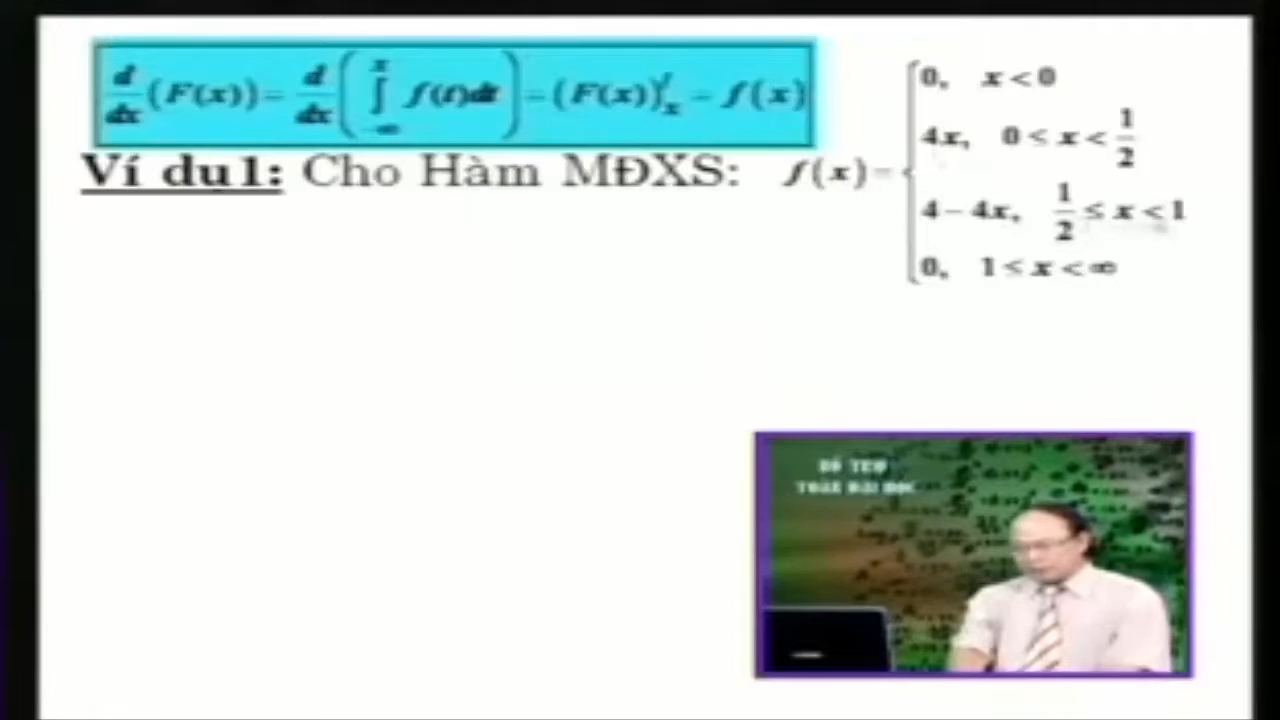 d/dx (F(x)) = d/dx ( ∫_{-∞}^{x} f(t)dt ) = (F(x))'_x = f(x)
Ví dụ1: Cho Hàm MĐXS: f(x) = {
0, x < 0
4x, 0 ≤ x < 1/2
4 − 4x, 1/2 ≤ x < 1
0, 1 ≤ x < ∞